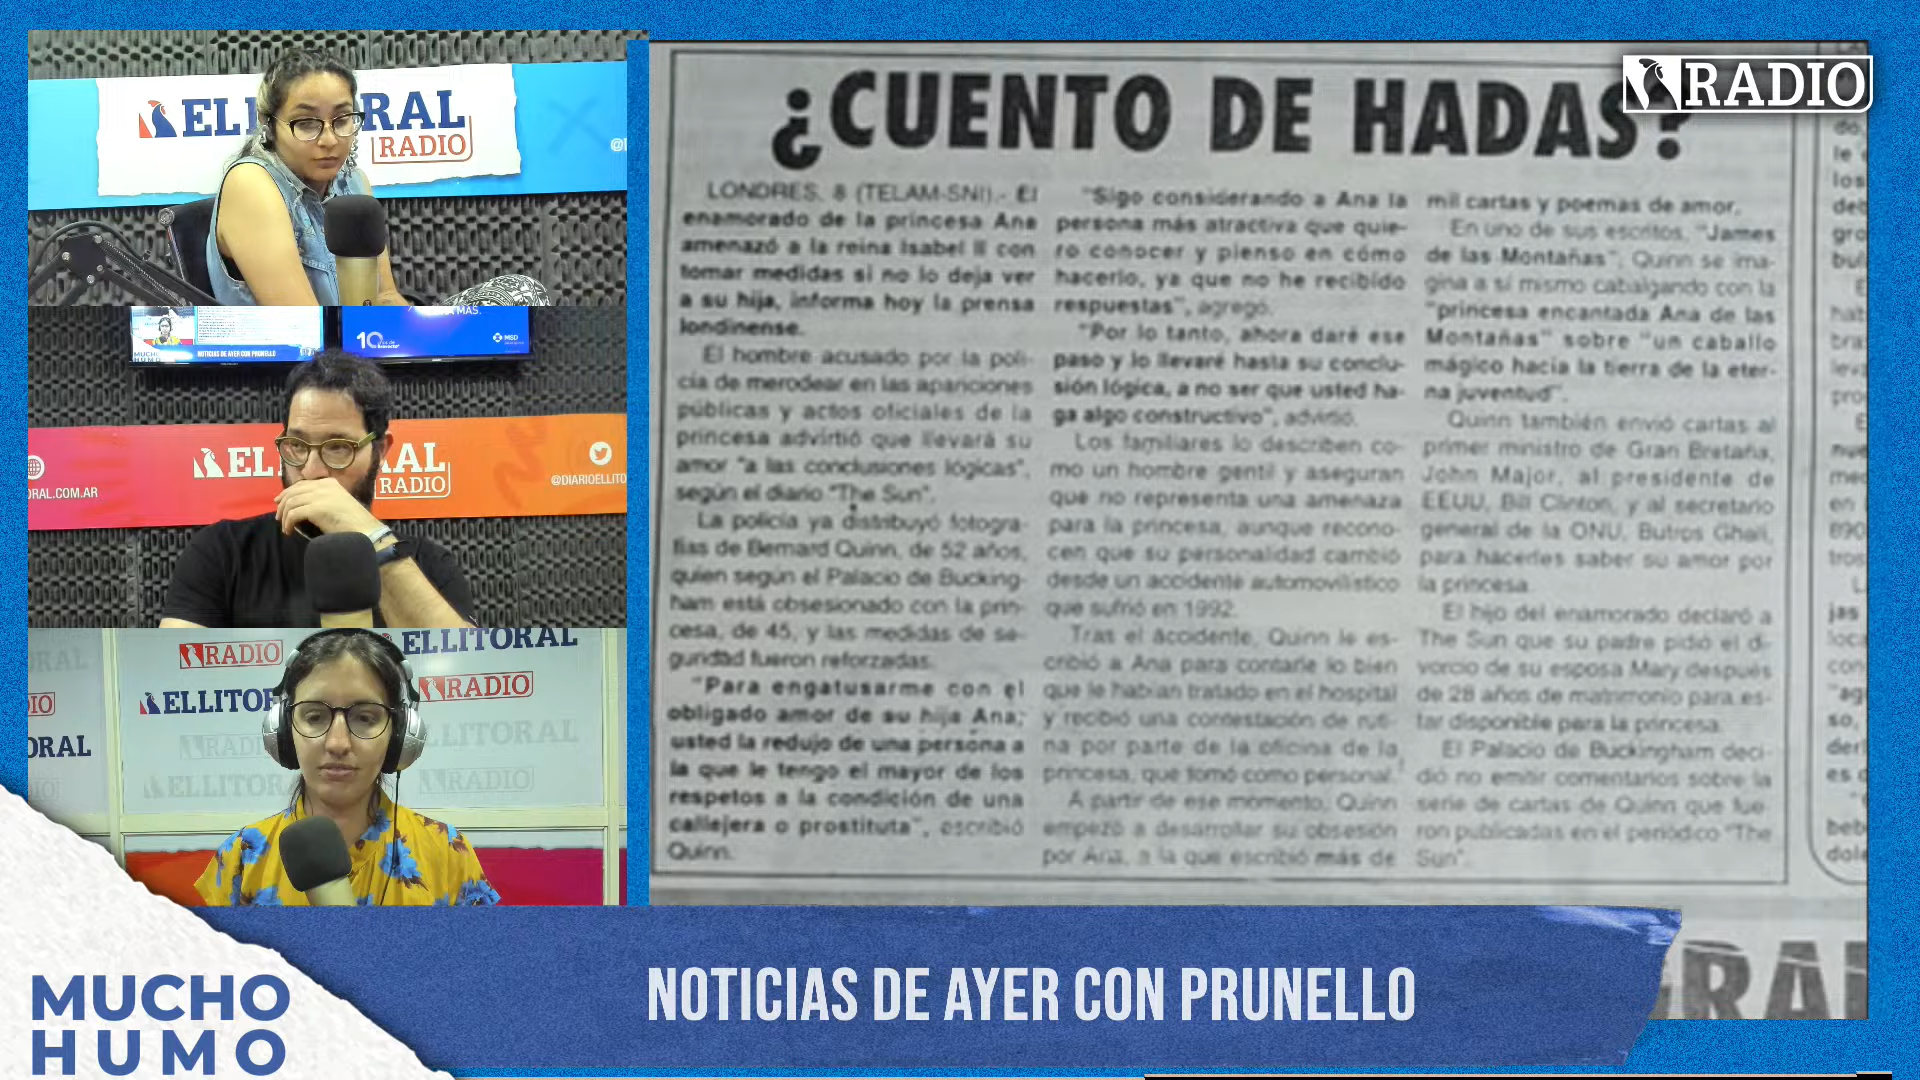 ¿CUENTO DE HADAS?
RADIO
LONDRES, 8 (TELAM-SNI).- El
enamorado de la princesa Ana
amenazó a la reina Isabel II con
tomar medidas si no lo deja ver
a su hija, informa hoy la prensa
londinense.
El hombre acusado por la poli-
cía de merodear en las apariciones
públicas y actos oficiales de la
princesa advirtió que llevará su
amor "a las conclusiones lógicas",
según el diario "The Sun".
La policía ya distribuyó fotogra-
fías de Bernard Quinn, de 52 años,
quien según el Palacio de Bucking-
ham está obsesionado con la prin-
cesa, de 45, y las medidas de se-
guridad fueron reforzadas.
"Para engatusarme con el
obligado amor de su hija Ana;
usted la redujo de una persona a
la que le tengo el mayor de los
respetos a la condición de una
callejera o prostituta", escribió
Quinn.
"Sigo considerando a Ana la
persona más atractiva que quie-
ro conocer y pienso en cómo
hacerlo, ya que no he recibido
respuestas", agregó.
"Por lo tanto, ahora daré ese
paso y lo llevaré hasta su conclu-
sión lógica, a no ser que usted ha-
ga algo constructivo", advirtió.
Los familiares lo describen co-
mo un hombre gentil y aseguran
que no representa una amenaza
para la princesa, aunque recono-
cen que su personalidad cambió
desde un accidente automovilístico
que sufrió en 1992.
Tras el accidente, Quinn le es-
cribió a Ana para contarle lo bien
que le habían tratado en el hospital
y recibió una contestación de ruti-
na por parte de la oficina de la
princesa, que tomó como personal.
A partir de ese momento, Quinn
empezó a desarrollar su obsesión
por Ana, a la que escribió más de
mil cartas y poemas de amor.
En uno de sus escritos, "James
de las Montañas", Quinn se ima-
gina a sí mismo cabalgando con la
"princesa encantada Ana de las
Montañas" sobre "un caballo
mágico hacia la tierra de la eter-
na juventud".
Quinn también envió cartas al
primer ministro de Gran Bretaña,
John Major, al presidente de
EEUU, Bill Clinton, y al secretario
general de la ONU, Butros Ghali,
para hacerles saber su amor por
la princesa.
El hijo del enamorado declaró a
The Sun que su padre pidió el di-
vorcio de su esposa Mary después
de 28 años de matrimonio para es-
tar disponible para la princesa.
El Palacio de Buckingham deci-
dió no emitir comentarios sobre la
serie de cartas de Quinn que fue-
ron publicadas en el periódico "The
Sun".
RADIO
NOTICIAS DE AYER CON PRUNELLO
MSD
ORAL.COM.AR
RADIO
@DIARIOELLITO
RADIO
ELLITORAL
RADIO
ORAL
NOTICIAS DE AYER CON PRUNELLO
MUCHO
HUMO